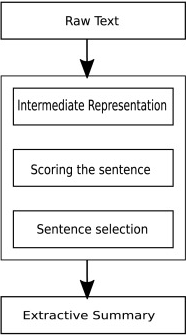 Raw Text
Intermediate Representation
Scoring the sentence
Sentence selection
Extractive Summary